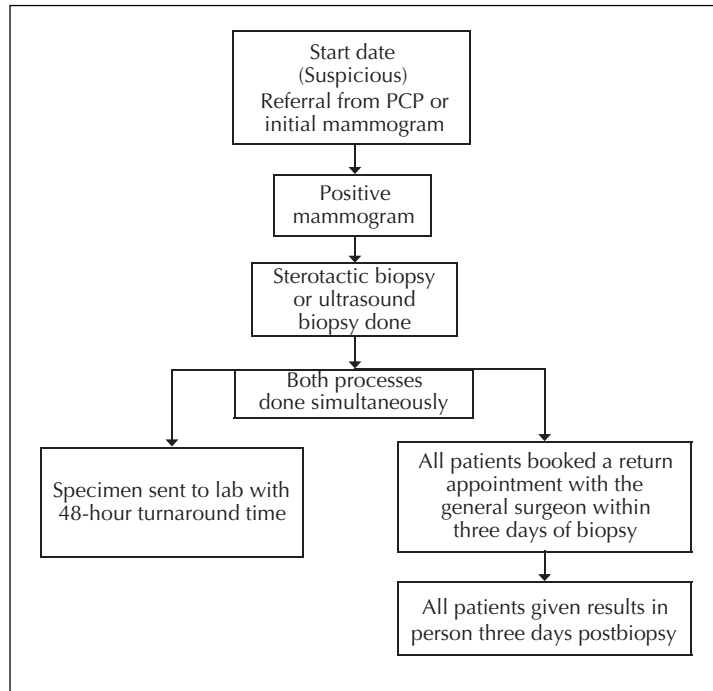 Start date
(Suspicious)
Referral from PCP or
initial mammogram
Positive
mammogram
Sterotactic biopsy
or ultrasound
biopsy done
Both processes
done simultaneously
Specimen sent to lab with
48-hour turnaround time
All patients booked a return
appointment with the
general surgeon within
three days of biopsy
All patients given results in
person three days postbiopsy